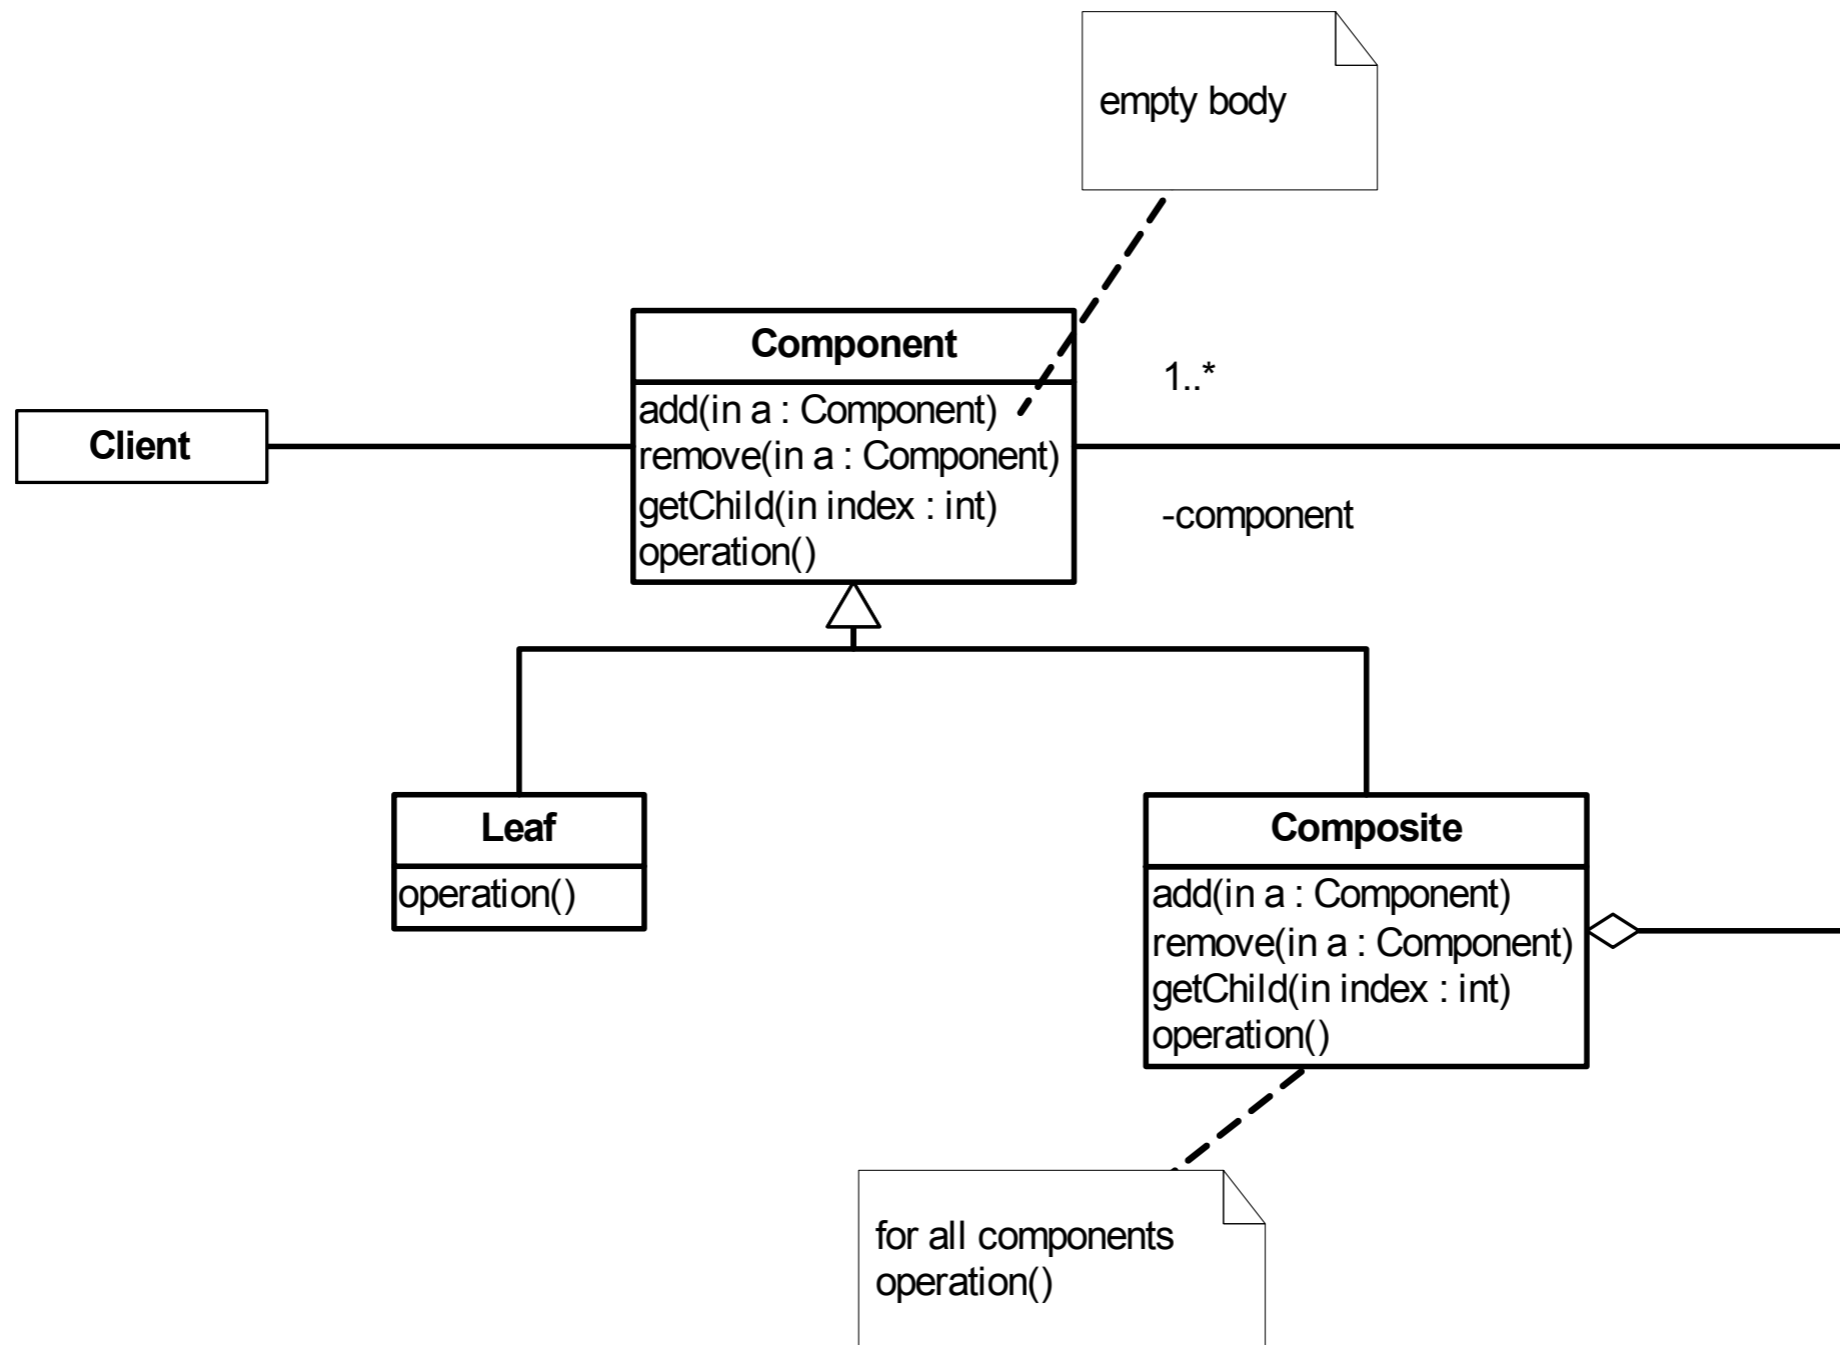 empty body
Component
add(in a : Component)
remove(in a : Component)
getChild(in index : int)
operation()
1..*
-component
Client
Leaf
operation()
Composite
add(in a : Component)
remove(in a : Component)
getChild(in index : int)
operation()
for all components
operation()